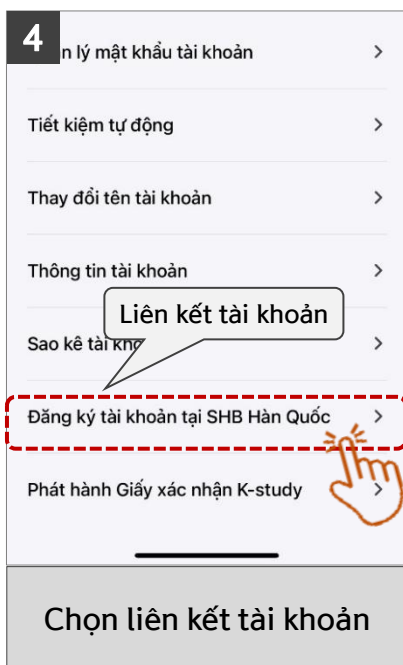 4
lý mật khẩu tài khoản
Tiết kiệm tự động
Thay đổi tên tài khoản
Thông tin tài khoản
Liên kết tài khoản
Sao kê tài
Đăng ký tài khoản tại SHB Hàn Quốc
Phát hành Giấy xác nhận K-study
Chọn liên kết tài khoản